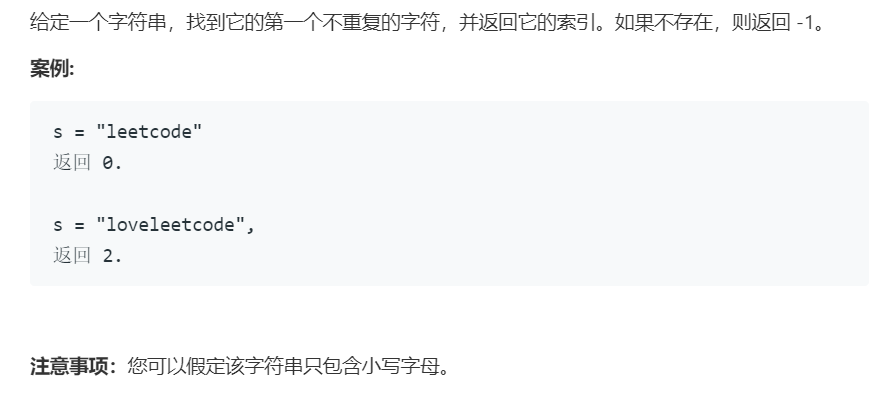 给定一个字符串，找到它的第一个不重复的字符，并返回它的索引。如果不存在，则返回 -1。
案例:
s = "leetcode"
返回 0.
s = "loveleetcode",
返回 2.
注意事项：您可以假定该字符串只包含小写字母。